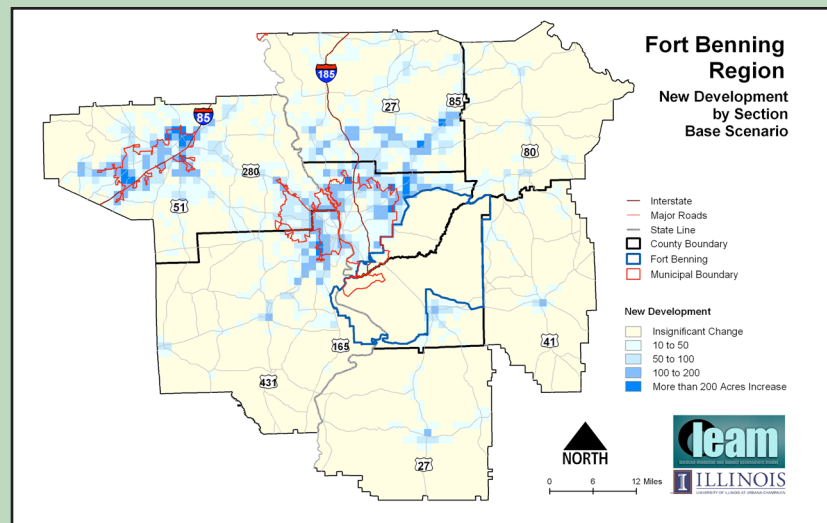 Fort Benning
Region
New Development
by Section
Base Scenario
185
27
85
85
80
280
51
165
41
431
27
Interstate
Major Roads
State Line
County Boundary
Fort Benning
Municipal Boundary
New Development
Insignificant Change
10 to 50
50 to 100
100 to 200
More than 200 Acres Increase
NORTH
0 6 12 Miles
leam
I ILLINOIS
UNIVERSITY OF ILLINOIS AT URBANA-CHAMPAIGN